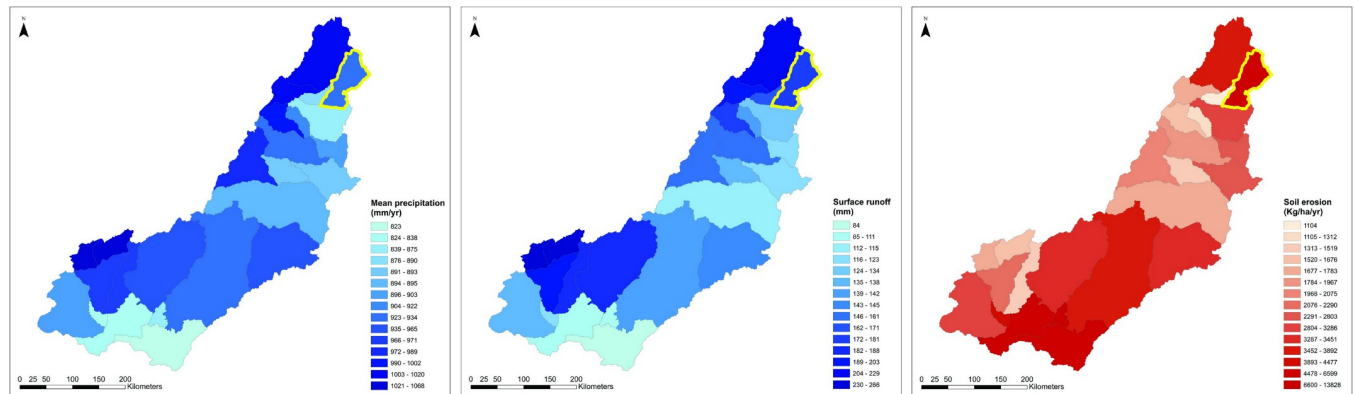 N
Mean precipitation
(mm/yr)
823
824 - 838
839 - 875
876 - 890
891 - 893
894 - 895
896 - 903
904 - 922
923 - 934
935 - 965
966 - 971
972 - 989
990 - 1002
1003 - 1020
1021 - 1068
0 25 50 100 150 200
Kilometers
N
Surface runoff
(mm)
84
85 - 111
112 - 115
116 - 123
124 - 134
135 - 138
139 - 142
143 - 145
146 - 161
162 - 171
172 - 181
182 - 188
189 - 203
204 - 229
230 - 266
0 25 50 100 150 200
Kilometers
N
Soil erosion
(Kg/ha/yr)
1104
1105 - 1312
1313 - 1519
1520 - 1676
1677 - 1783
1784 - 1967
1968 - 2075
2076 - 2290
2291 - 2803
2804 - 3286
3287 - 3451
3452 - 3892
3893 - 4477
4478 - 6599
6600 - 13828
0 25 50 100 150 200
Kilometers